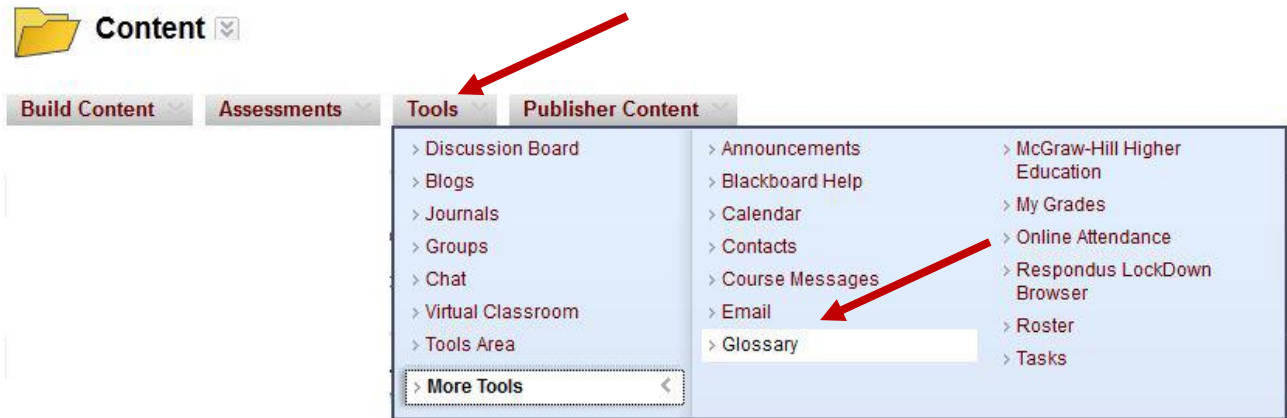 Content
Build Content
Assessments
Tools
Publisher Content
> Discussion Board
> Blogs
> Journals
> Groups
> Chat
> Virtual Classroom
> Tools Area
> More Tools <
> Announcements
> Blackboard Help
> Calendar
> Contacts
> Course Messages
> Email
> Glossary
> McGraw-Hill Higher
Education
> My Grades
> Online Attendance
> Respondus LockDown
Browser
> Roster
> Tasks